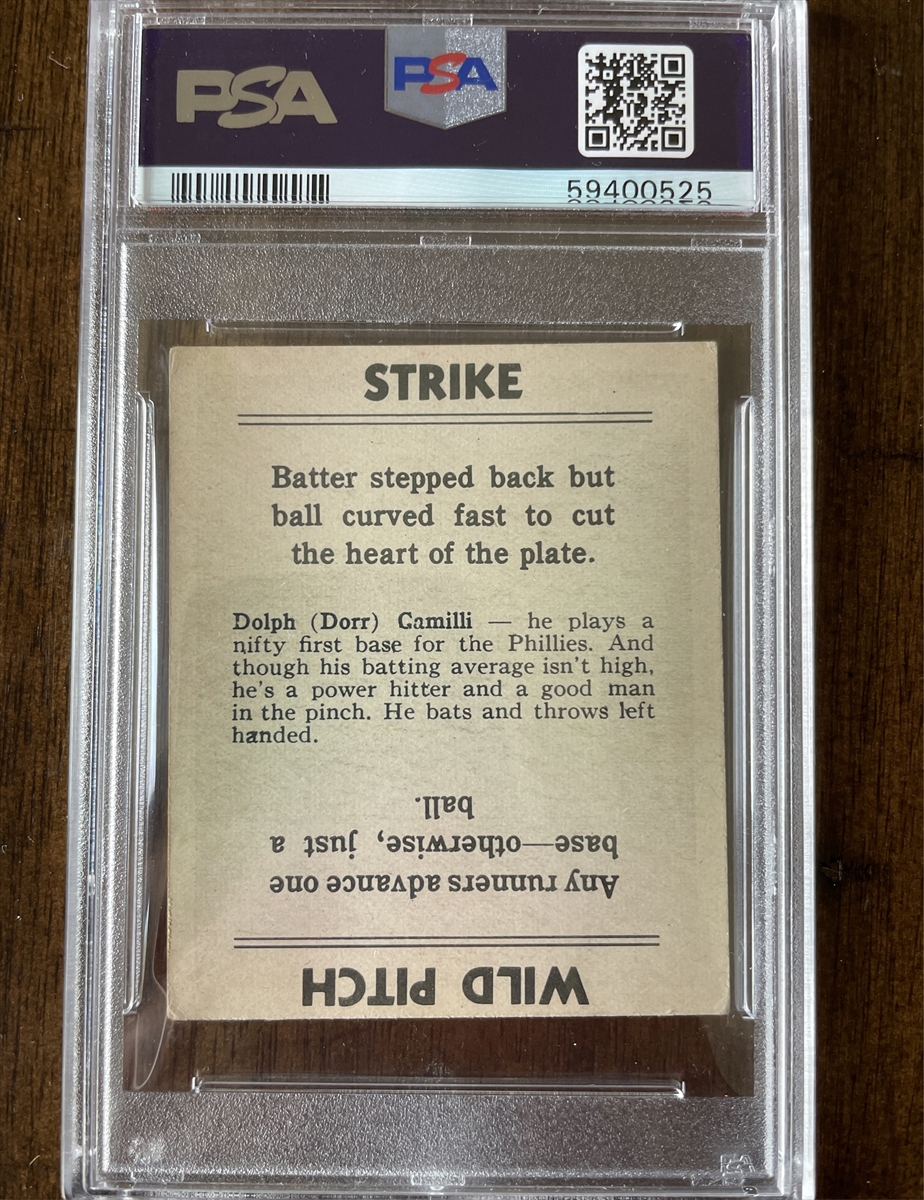 PSA
PSA
59400525
STRIKE
Batter stepped back but
ball curved fast to cut
the heart of the plate.
Dolph (Dorr) Camilli — he plays a
nifty first base for the Phillies. And
though his batting average isn't high,
he's a power hitter and a good man
in the pinch. He bats and throws left
handed.
WILD PITCH
Any runners advance one
base—otherwise, just a
ball.